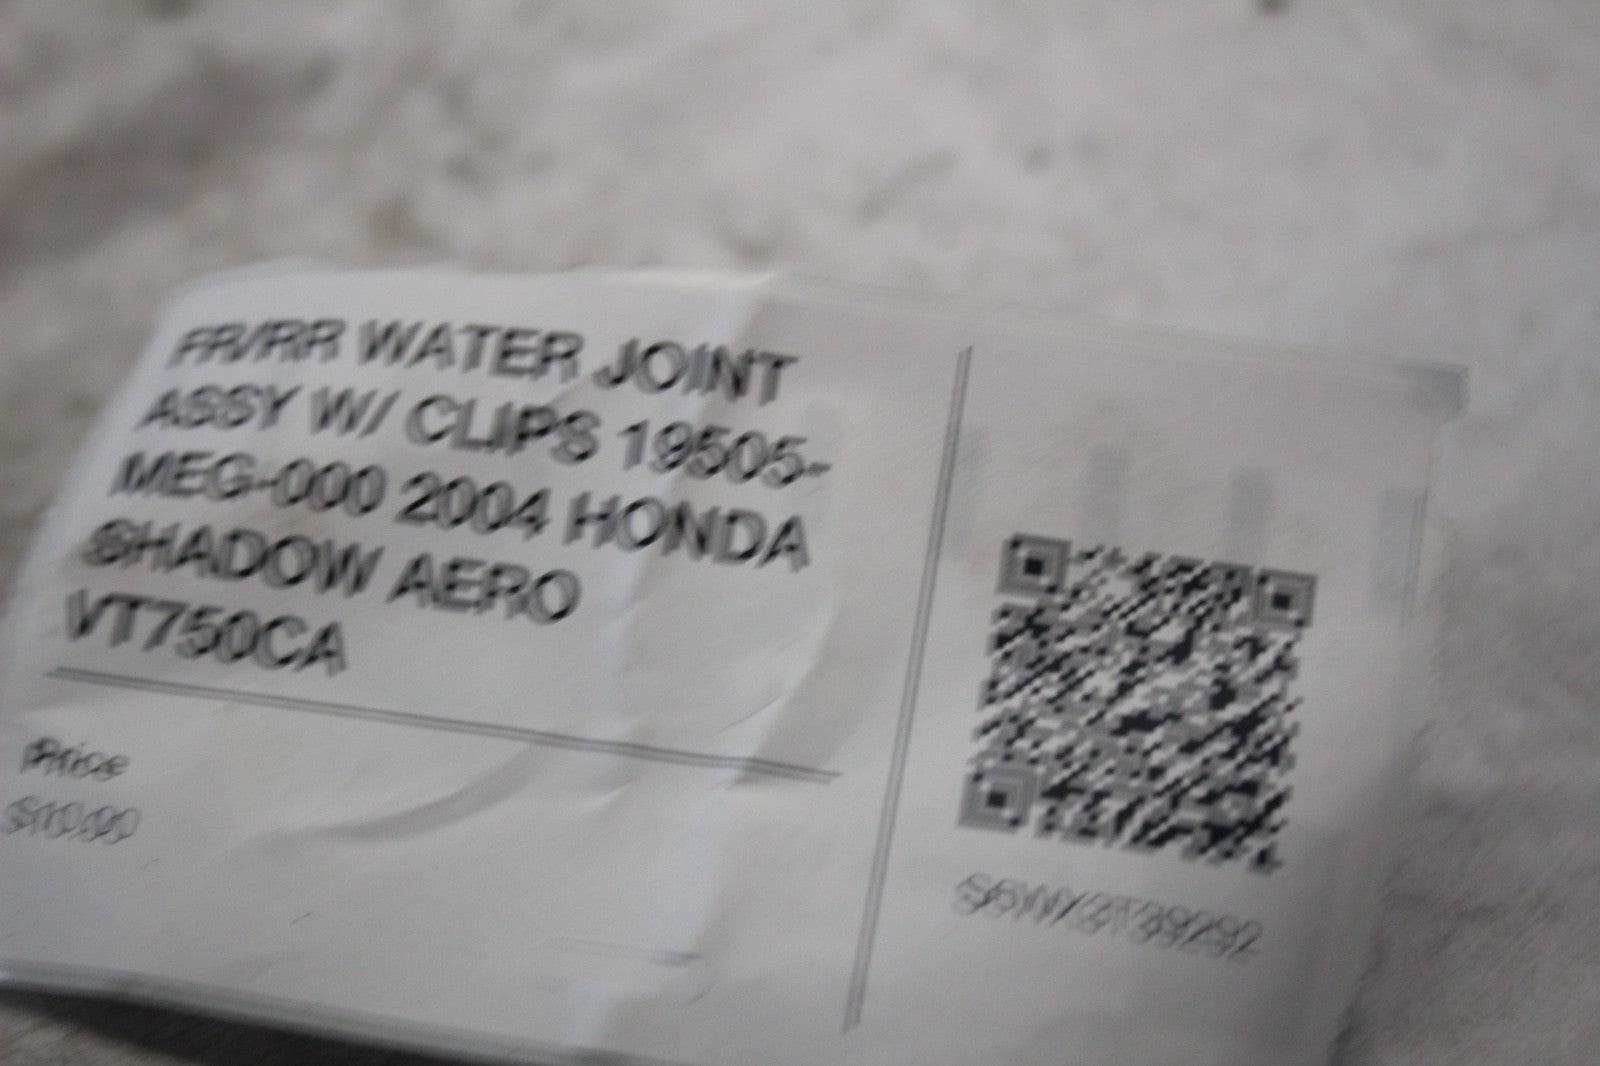 FR/RR WATER JOINT
ASSY W/ CLIPS 19505-
MEG-000 2004 HONDA
SHADOW AERO
VT750CA
Price